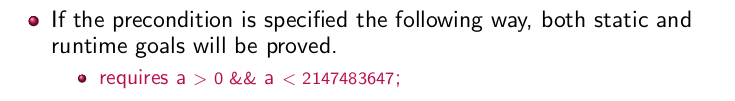 If the precondition is specified the following way, both static and
runtime goals will be proved.
requires a > 0 && a < 2147483647;